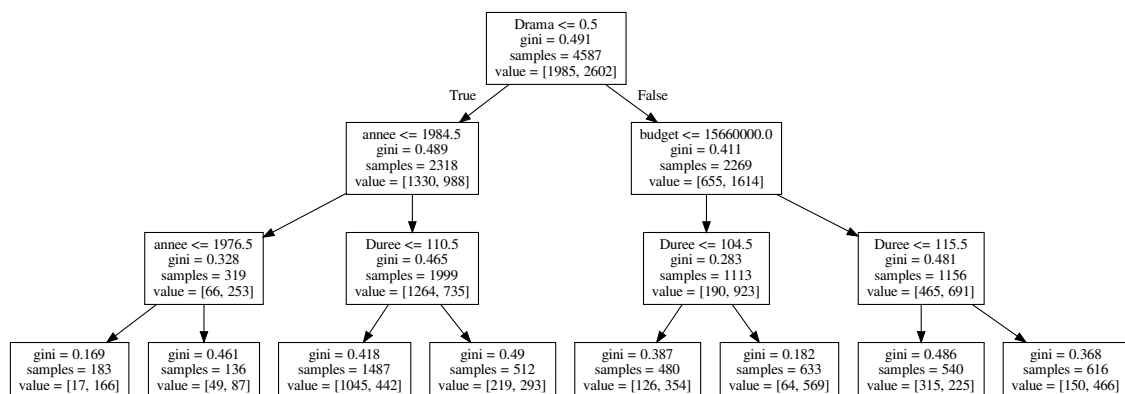 Drama <= 0.5
gini = 0.491
samples = 4587
value = [1985, 2602]
True
False
annee <= 1984.5
gini = 0.489
samples = 2318
value = [1330, 988]
budget <= 15660000.0
gini = 0.411
samples = 2269
value = [655, 1614]
annee <= 1976.5
gini = 0.328
samples = 319
value = [66, 253]
Duree <= 110.5
gini = 0.465
samples = 1999
value = [1264, 735]
Duree <= 104.5
gini = 0.283
samples = 1113
value = [190, 923]
Duree <= 115.5
gini = 0.481
samples = 1156
value = [465, 691]
gini = 0.169
samples = 183
value = [17, 166]
gini = 0.461
samples = 136
value = [49, 87]
gini = 0.418
samples = 1487
value = [1045, 442]
gini = 0.49
samples = 512
value = [219, 293]
gini = 0.387
samples = 480
value = [126, 354]
gini = 0.182
samples = 633
value = [64, 569]
gini = 0.486
samples = 540
value = [315, 225]
gini = 0.368
samples = 616
value = [150, 466]